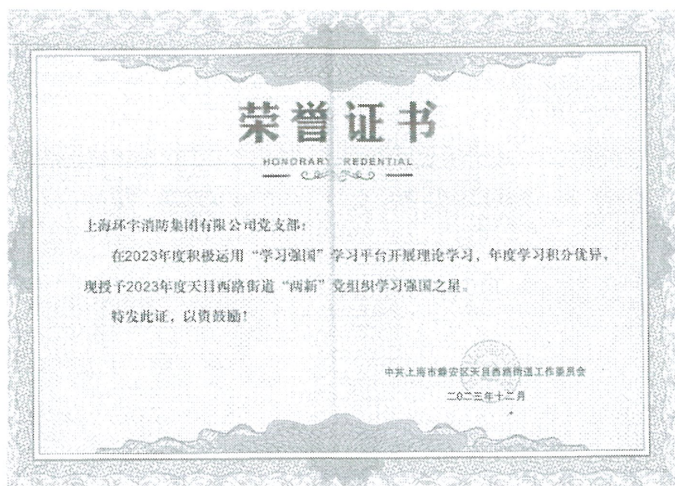 荣誉证书
HONORARY CREDENTIAL
上海环宇消防集团有限公司党支部：
在2023年度积极运用“学习强国”学习平台开展理论学习，年度学习积分优异，
现授予2023年度天目西路街道“两新”党组织学习强国之星。
特发此证，以资鼓励！
中共上海市静安区天目西路街道工作委员会
二0二三年十二月